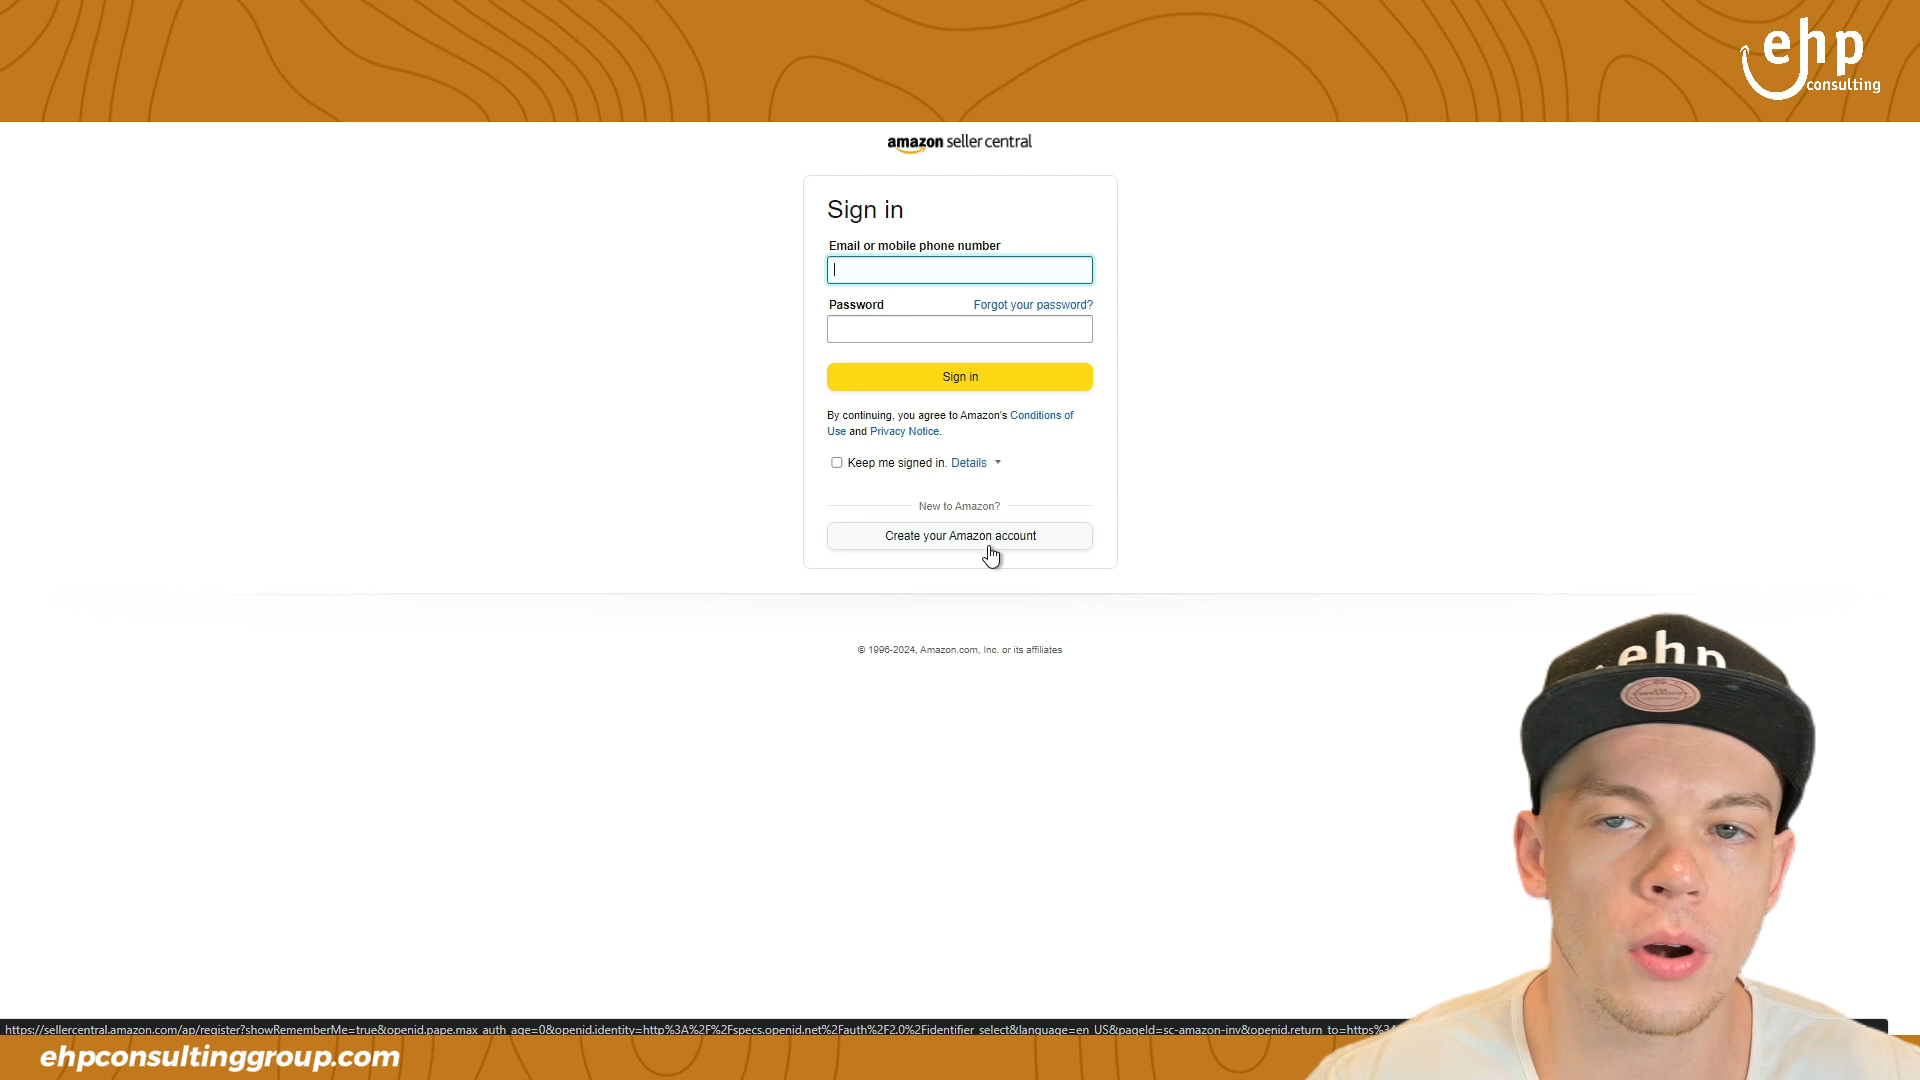 ehp
consulting
amazon seller central
Sign in
Email or mobile phone number
Password
Forgot your password?
Sign in
By continuing, you agree to Amazon's Conditions of
Use and Privacy Notice.
Keep me signed in. Details
New to Amazon?
Create your Amazon account
© 1996-2024, Amazon.com, Inc. or its affiliates
ehp
https://sellercentral.amazon.com/ap/register?showRememberMe=true&openid.pape.max_auth_age=0&openid.identity=http%3A%2F%2Fspecs.openid.net%2Fauth%2F2.0%2Fidentifier_select&language=en_US&pageId=sc-amazon-inv&openid.return_to=https%3
ehpconsultinggroup.com